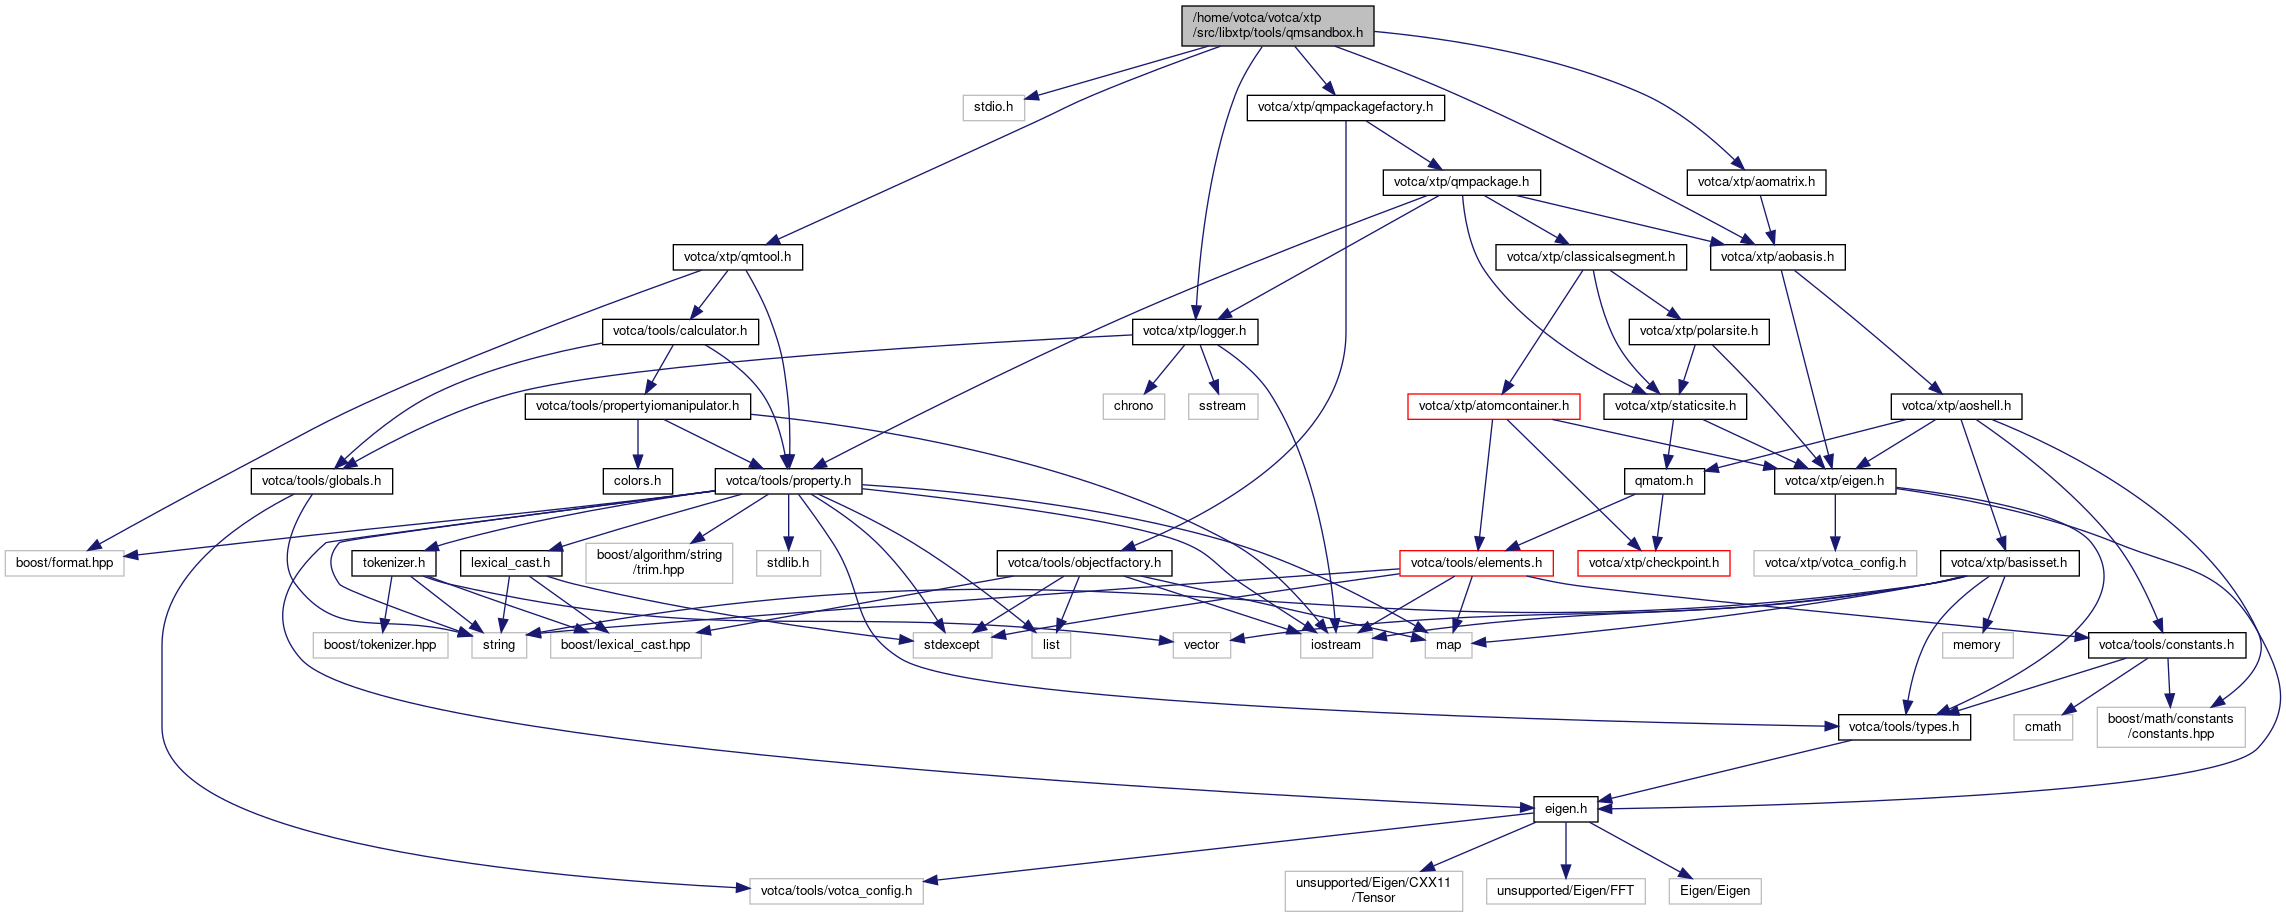 /home/votca/votca/xtp
/src/libxtp/tools/qmsandbox.h
stdio.h
votca/xtp/qmpackagefactory.h
votca/xtp/qmpackage.h
votca/xtp/aomatrix.h
votca/xtp/qmtool.h
votca/xtp/classicalsegment.h
votca/xtp/aobasis.h
votca/tools/calculator.h
votca/xtp/logger.h
votca/xtp/polarsite.h
votca/tools/propertyiomanipulator.h
chrono
sstream
votca/xtp/atomcontainer.h
votca/xtp/staticsite.h
votca/xtp/aoshell.h
votca/tools/globals.h
colors.h
votca/tools/property.h
qmatom.h
votca/xtp/eigen.h
boost/format.hpp
tokenizer.h
lexical_cast.h
boost/algorithm/string
/trim.hpp
stdlib.h
votca/tools/objectfactory.h
votca/tools/elements.h
votca/xtp/checkpoint.h
votca/xtp/votca_config.h
votca/xtp/basisset.h
boost/tokenizer.hpp
string
boost/lexical_cast.hpp
stdexcept
list
vector
iostream
map
memory
votca/tools/constants.h
votca/tools/types.h
cmath
boost/math/constants
/constants.hpp
eigen.h
votca/tools/votca_config.h
unsupported/Eigen/CXX11
/Tensor
unsupported/Eigen/FFT
Eigen/Eigen